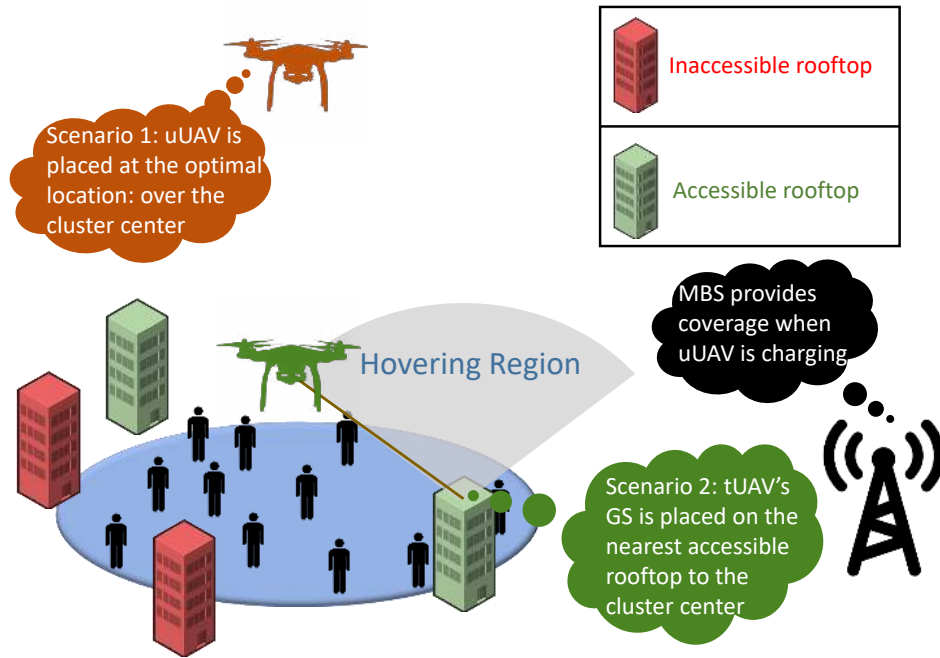 Scenario 1: uUAV is
placed at the optimal
location: over the
cluster center
Inaccessible rooftop
Accessible rooftop
MBS provides
coverage when
uUAV is charging
Hovering Region
Scenario 2: tUAV’s
GS is placed on the
nearest accessible
rooftop to the
cluster center